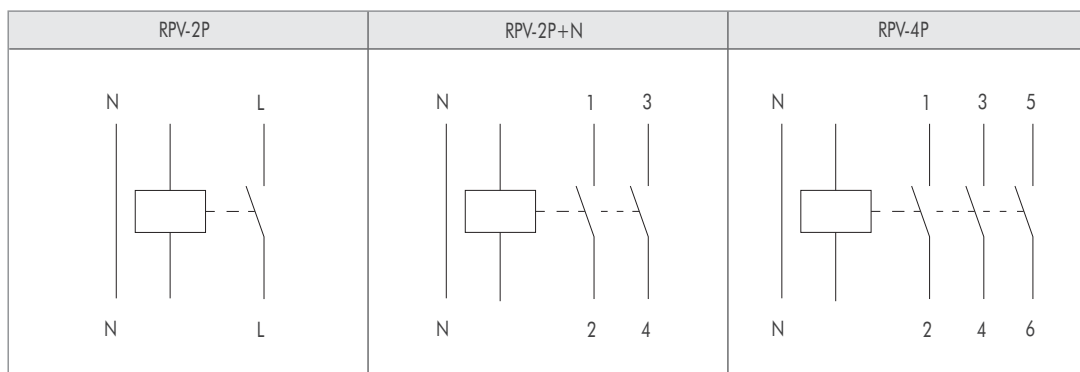 RPV-2P RPV-2P+N RPV-4P
N L N 1 3 N 1 3 5
N L N 2 4 N 2 4 6